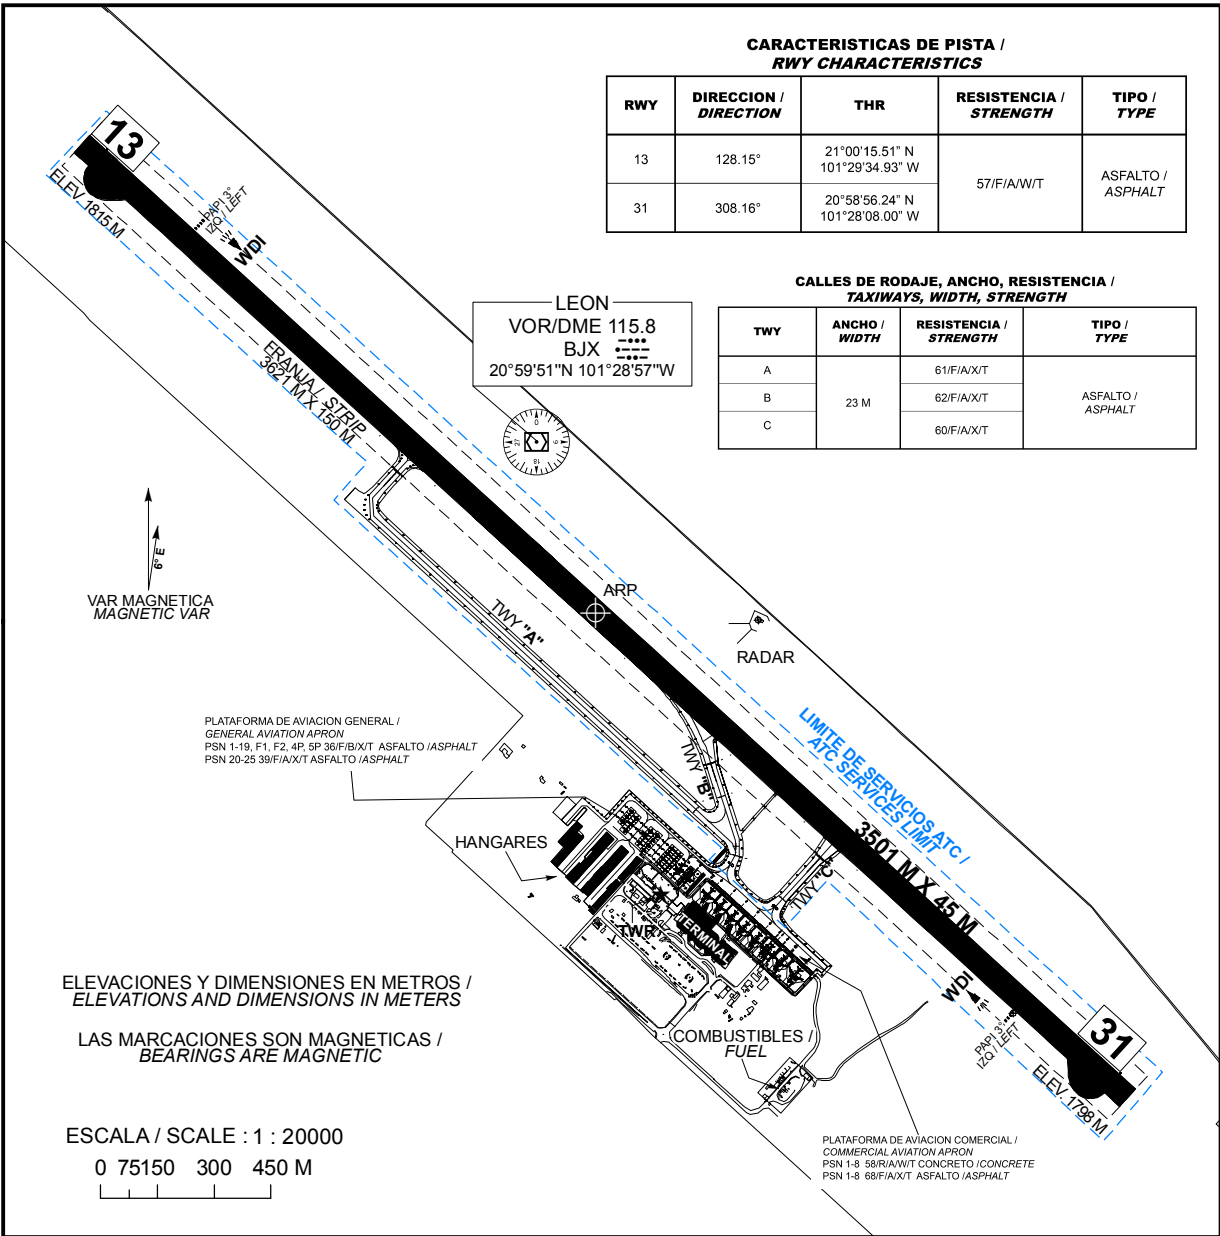 CARACTERISTICAS DE PISTA /
RWY CHARACTERISTICS
RWY
DIRECCION /
DIRECTION
THR
RESISTENCIA /
STRENGTH
TIPO /
TYPE
13
128.15°
21°00'15.51" N
101°29'34.93" W
57/F/A/W/T
ASFALTO /
ASPHALT
31
308.16°
20°58'56.24" N
101°28'08.00" W
CALLES DE RODAJE, ANCHO, RESISTENCIA /
TAXIWAYS, WIDTH, STRENGTH
TWY
ANCHO /
WIDTH
RESISTENCIA /
STRENGTH
TIPO /
TYPE
A
61/F/A/X/T
B
23 M
62/F/A/X/T
ASFALTO /
ASPHALT
C
60/F/A/X/T
13
ELEV. 1815 M
PAPI 3°
IZQ / LEFT
WDI
LEON
VOR/DME 115.8
BJX
20°59'51"N 101°28'57"W
0
9
18
27
FRANJA / STRIP
3621 M X 150 M
6° E
VAR MAGNETICA
MAGNETIC VAR
ARP
TWY "A"
RADAR
PLATAFORMA DE AVIACION GENERAL /
GENERAL AVIATION APRON
PSN 1-19, F1, F2, 4P, 5P 36/F/B/X/T ASFALTO /ASPHALT
PSN 20-25 39/F/A/X/T ASFALTO /ASPHALT
TWY "B"
LIMITE DE SERVICIOS ATC /
ATC SERVICES LIMIT
3501 M X 45 M
HANGARES
TWY "C"
TWR
TERMINAL
WDI
PAPI 3°
IZQ / LEFT
31
ELEV. 1798 M
COMBUSTIBLES /
FUEL
ELEVACIONES Y DIMENSIONES EN METROS /
ELEVATIONS AND DIMENSIONS IN METERS
LAS MARCACIONES SON MAGNETICAS /
BEARINGS ARE MAGNETIC
ESCALA / SCALE : 1 : 20000
0 75 150 300 450 M
PLATAFORMA DE AVIACION COMERCIAL /
COMMERCIAL AVIATION APRON
PSN 1-8 58/R/A/W/T CONCRETO /CONCRETE
PSN 1-8 68/F/A/X/T ASFALTO /ASPHALT